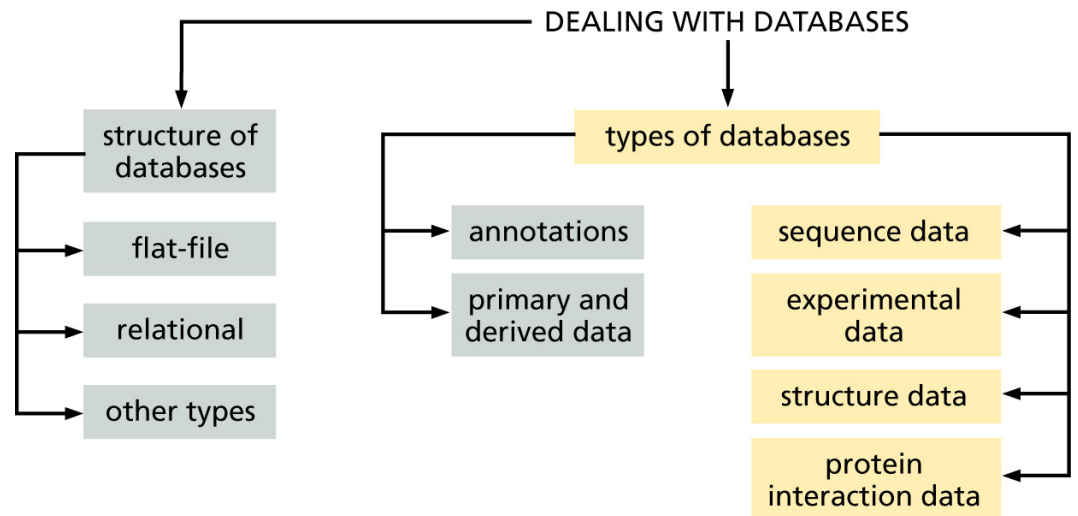 DEALING WITH DATABASES
structure of
databases
flat-file
relational
other types
types of databases
annotations
primary and
derived data
sequence data
experimental
data
structure data
protein
interaction data